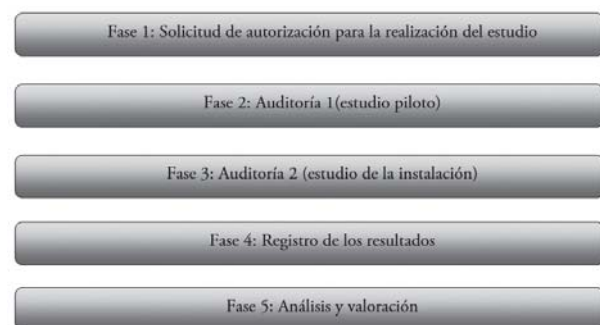 Fase 1: Solicitud de autorización para la realización del estudio
Fase 2: Auditoría 1(estudio piloto)
Fase 3: Auditoría 2 (estudio de la instalación)
Fase 4: Registro de los resultados
Fase 5: Análisis y valoración